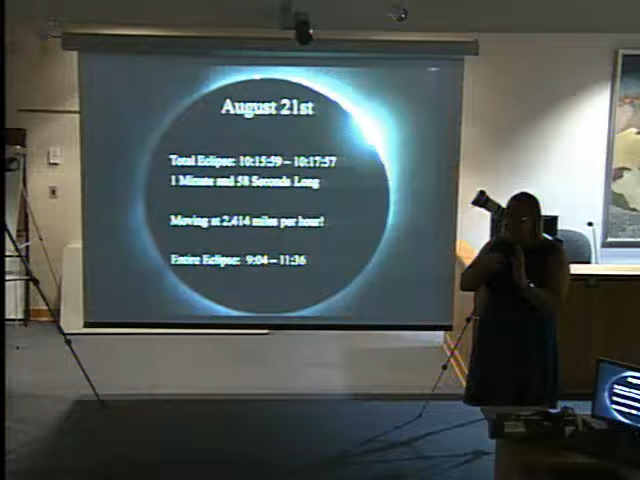 August 21st
Total Eclipse: 10:15:59 – 10:17:57
1 Minute and 58 Seconds Long
Moving at 2,414 miles per hour!
Entire Eclipse: 9:04 – 11:36